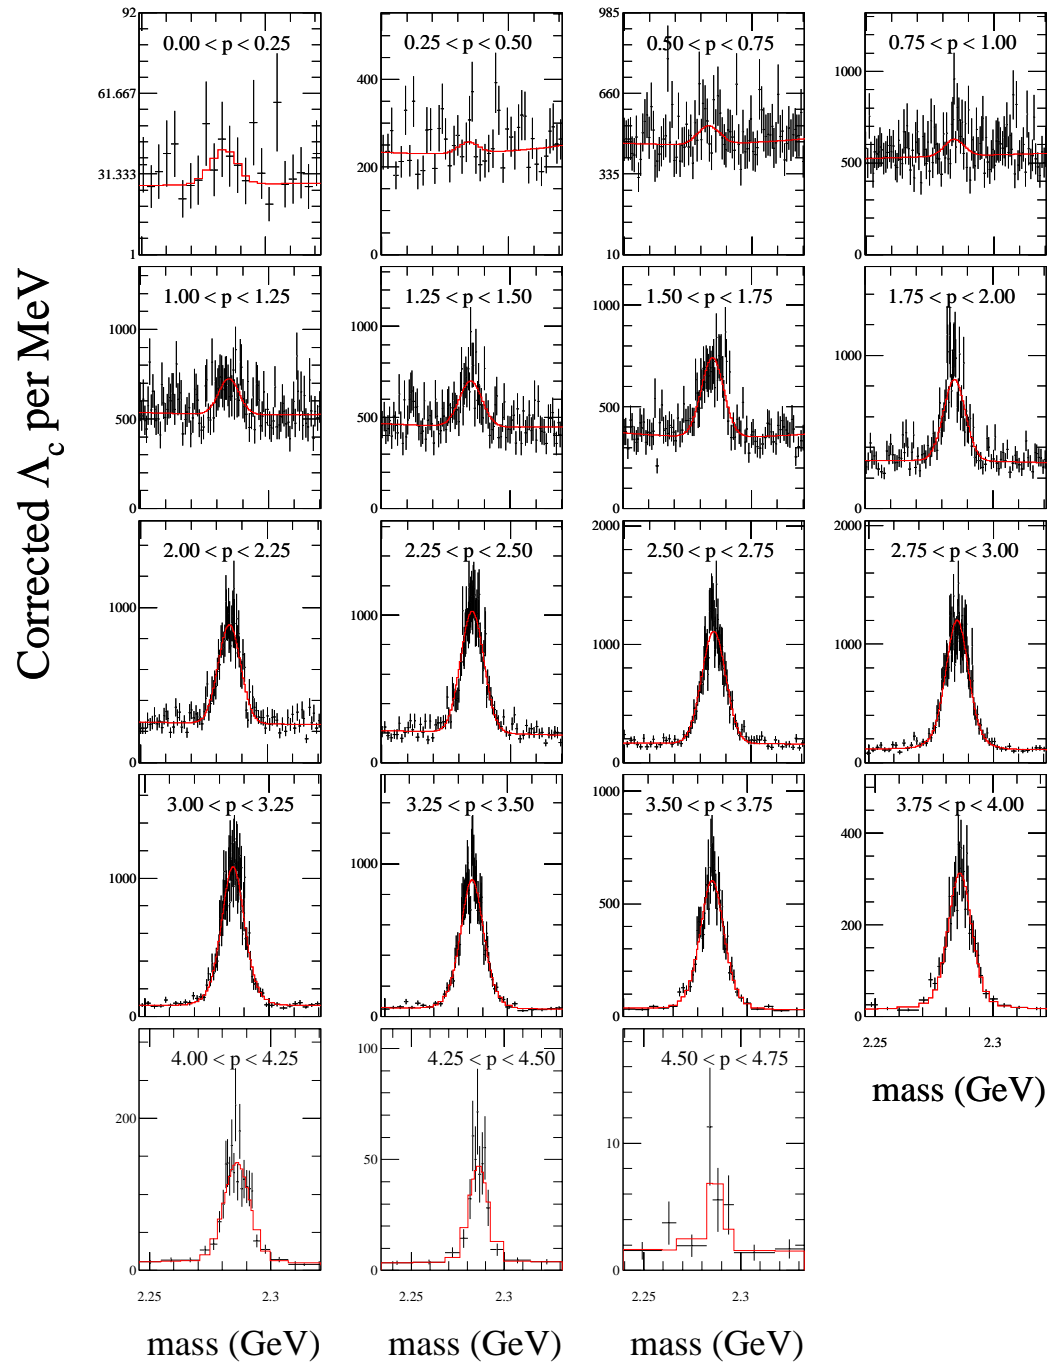 Corrected Λc per MeV
0.00 < p < 0.25
92
61.667
31.333
1
0.25 < p < 0.50
400
200
0
0.50 < p < 0.75
985
660
335
10
0.75 < p < 1.00
1000
500
0
1.00 < p < 1.25
1000
500
0
1.25 < p < 1.50
1000
500
0
1.50 < p < 1.75
1000
500
0
1.75 < p < 2.00
1000
0
2.00 < p < 2.25
1000
0
2.25 < p < 2.50
1000
0
2.50 < p < 2.75
2000
1000
0
2.75 < p < 3.00
2000
1000
0
3.00 < p < 3.25
1000
0
3.25 < p < 3.50
1000
0
3.50 < p < 3.75
1000
500
0
3.75 < p < 4.00
400
200
0
2.25 2.3
mass (GeV)
4.00 < p < 4.25
200
0
2.25 2.3
mass (GeV)
4.25 < p < 4.50
100
50
0
2.25 2.3
mass (GeV)
4.50 < p < 4.75
20
10
0
2.25 2.3
mass (GeV)